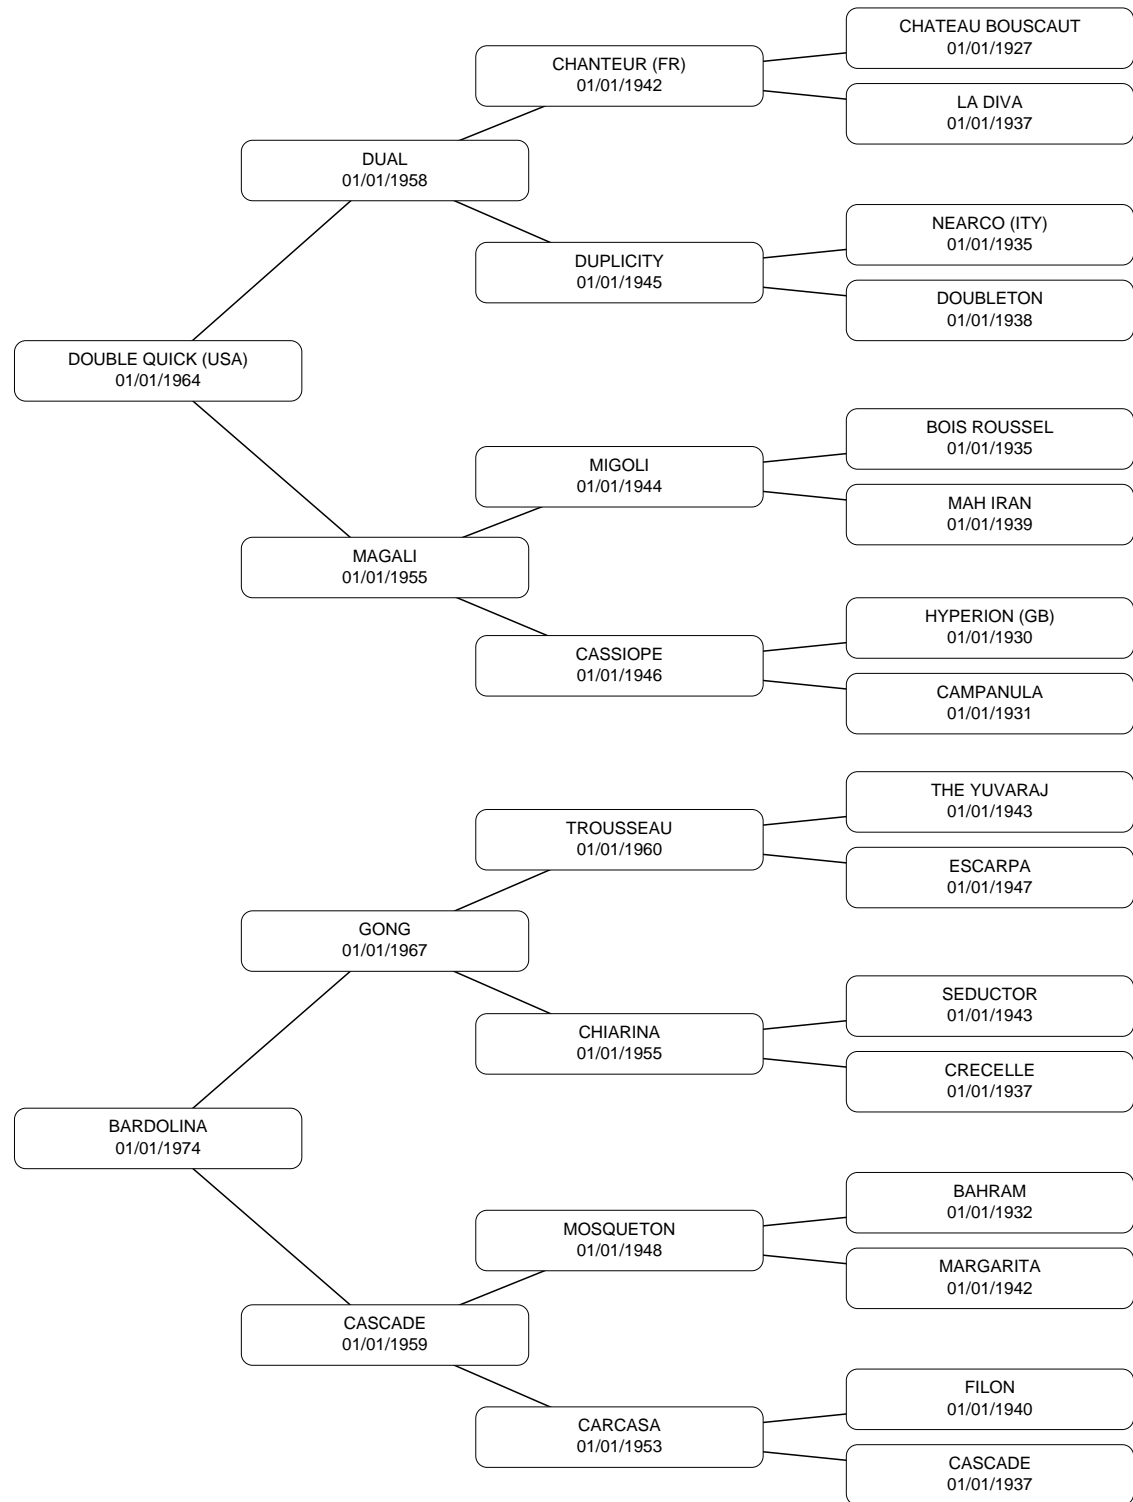 CHATEAU BOUSCAUT
01/01/1927
CHANTEUR (FR)
01/01/1942
LA DIVA
01/01/1937
DUAL
01/01/1958
NEARCO (ITY)
01/01/1935
DUPLICITY
01/01/1945
DOUBLETON
01/01/1938
DOUBLE QUICK (USA)
01/01/1964
BOIS ROUSSEL
01/01/1935
MIGOLI
01/01/1944
MAH IRAN
01/01/1939
MAGALI
01/01/1955
HYPERION (GB)
01/01/1930
CASSIOPE
01/01/1946
CAMPANULA
01/01/1931
THE YUVARAJ
01/01/1943
TROUSSEAU
01/01/1960
ESCARPA
01/01/1947
GONG
01/01/1967
SEDUCTOR
01/01/1943
CHIARINA
01/01/1955
CRECELLE
01/01/1937
BARDOLINA
01/01/1974
BAHRAM
01/01/1932
MOSQUETON
01/01/1948
MARGARITA
01/01/1942
CASCADE
01/01/1959
FILON
01/01/1940
CARCASA
01/01/1953
CASCADE
01/01/1937